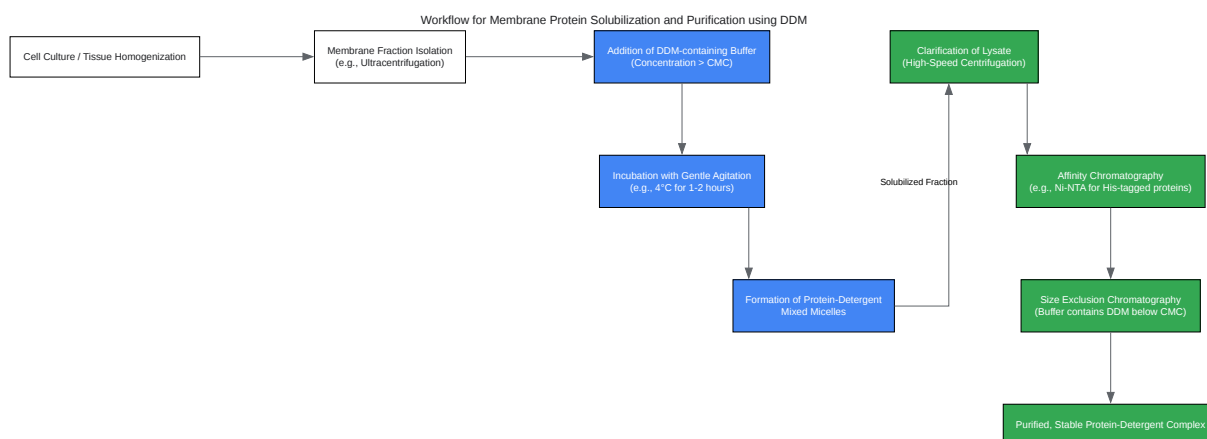 Workflow for Membrane Protein Solubilization and Purification using DDM
Cell Culture / Tissue Homogenization
Membrane Fraction Isolation
(e.g., Ultracentrifugation)
Addition of DDM-containing Buffer
(Concentration > CMC)
Incubation with Gentle Agitation
(e.g., 4°C for 1-2 hours)
Formation of Protein-Detergent
Mixed Micelles
Solubilized Fraction
Clarification of Lysate
(High-Speed Centrifugation)
Affinity Chromatography
(e.g., Ni-NTA for His-tagged proteins)
Size Exclusion Chromatography
(Buffer contains DDM below CMC)
Purified, Stable Protein-Detergent Complex